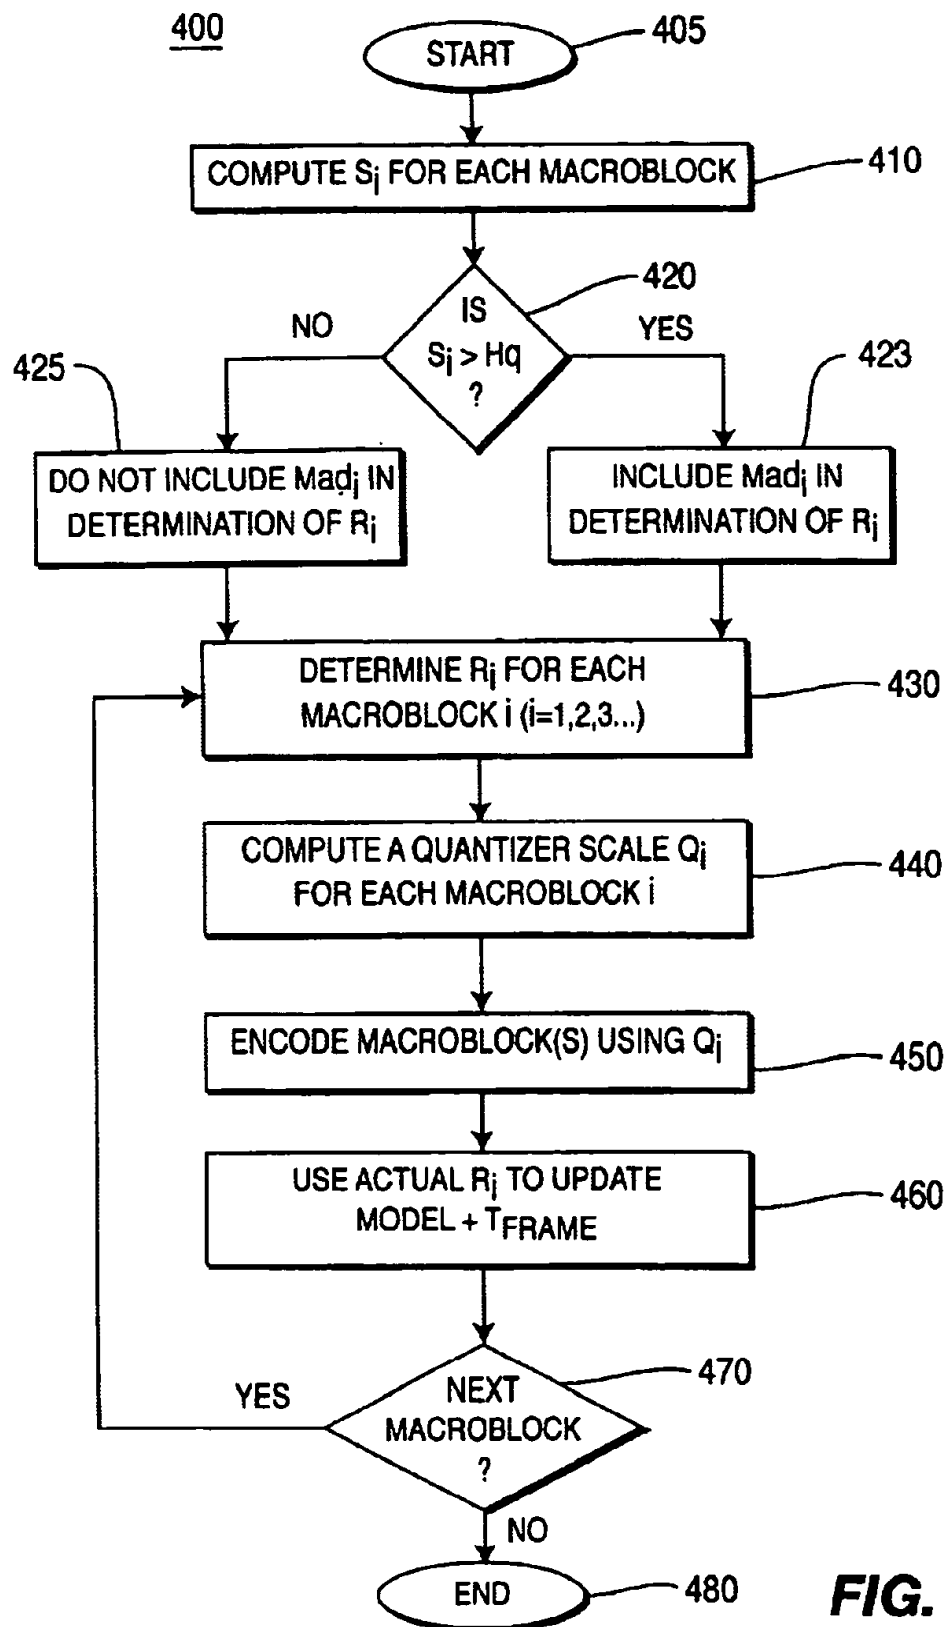 400
START
405
COMPUTE Si FOR EACH MACROBLOCK
410
IS
Si > Hq
?
420
NO
YES
425
423
DO NOT INCLUDE Madi IN
DETERMINATION OF Ri
INCLUDE Madi IN
DETERMINATION OF Ri
DETERMINE Ri FOR EACH
MACROBLOCK i (i=1,2,3...)
430
COMPUTE A QUANTIZER SCALE Qi
FOR EACH MACROBLOCK i
440
ENCODE MACROBLOCK(S) USING Qi
450
USE ACTUAL Ri TO UPDATE
MODEL + TFRAME
460
YES
NEXT
MACROBLOCK
?
470
NO
END
480
FIG.